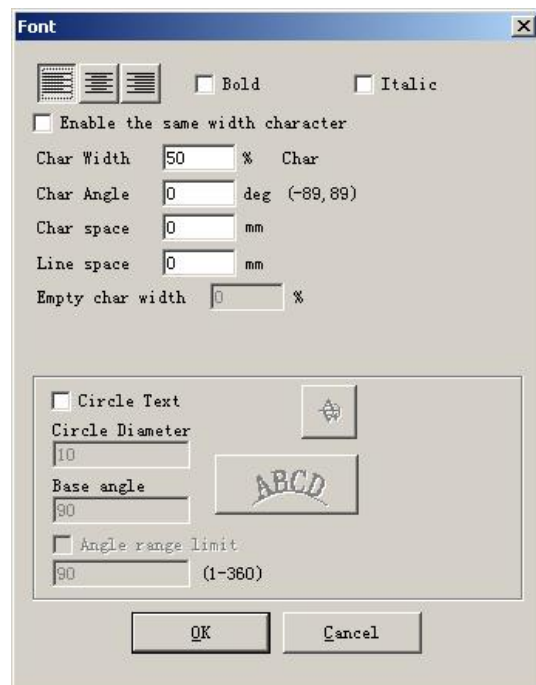 Font
Bold Italic
Enable the same width character
Char Width 50 % Char
Char Angle 0 deg (-89,89)
Char space 0 mm
Line space 0 mm
Empty char width 0 %
Circle Text
Circle Diameter
10
Base angle
90
ABCD
Angle range limit
90 (1-360)
OK Cancel